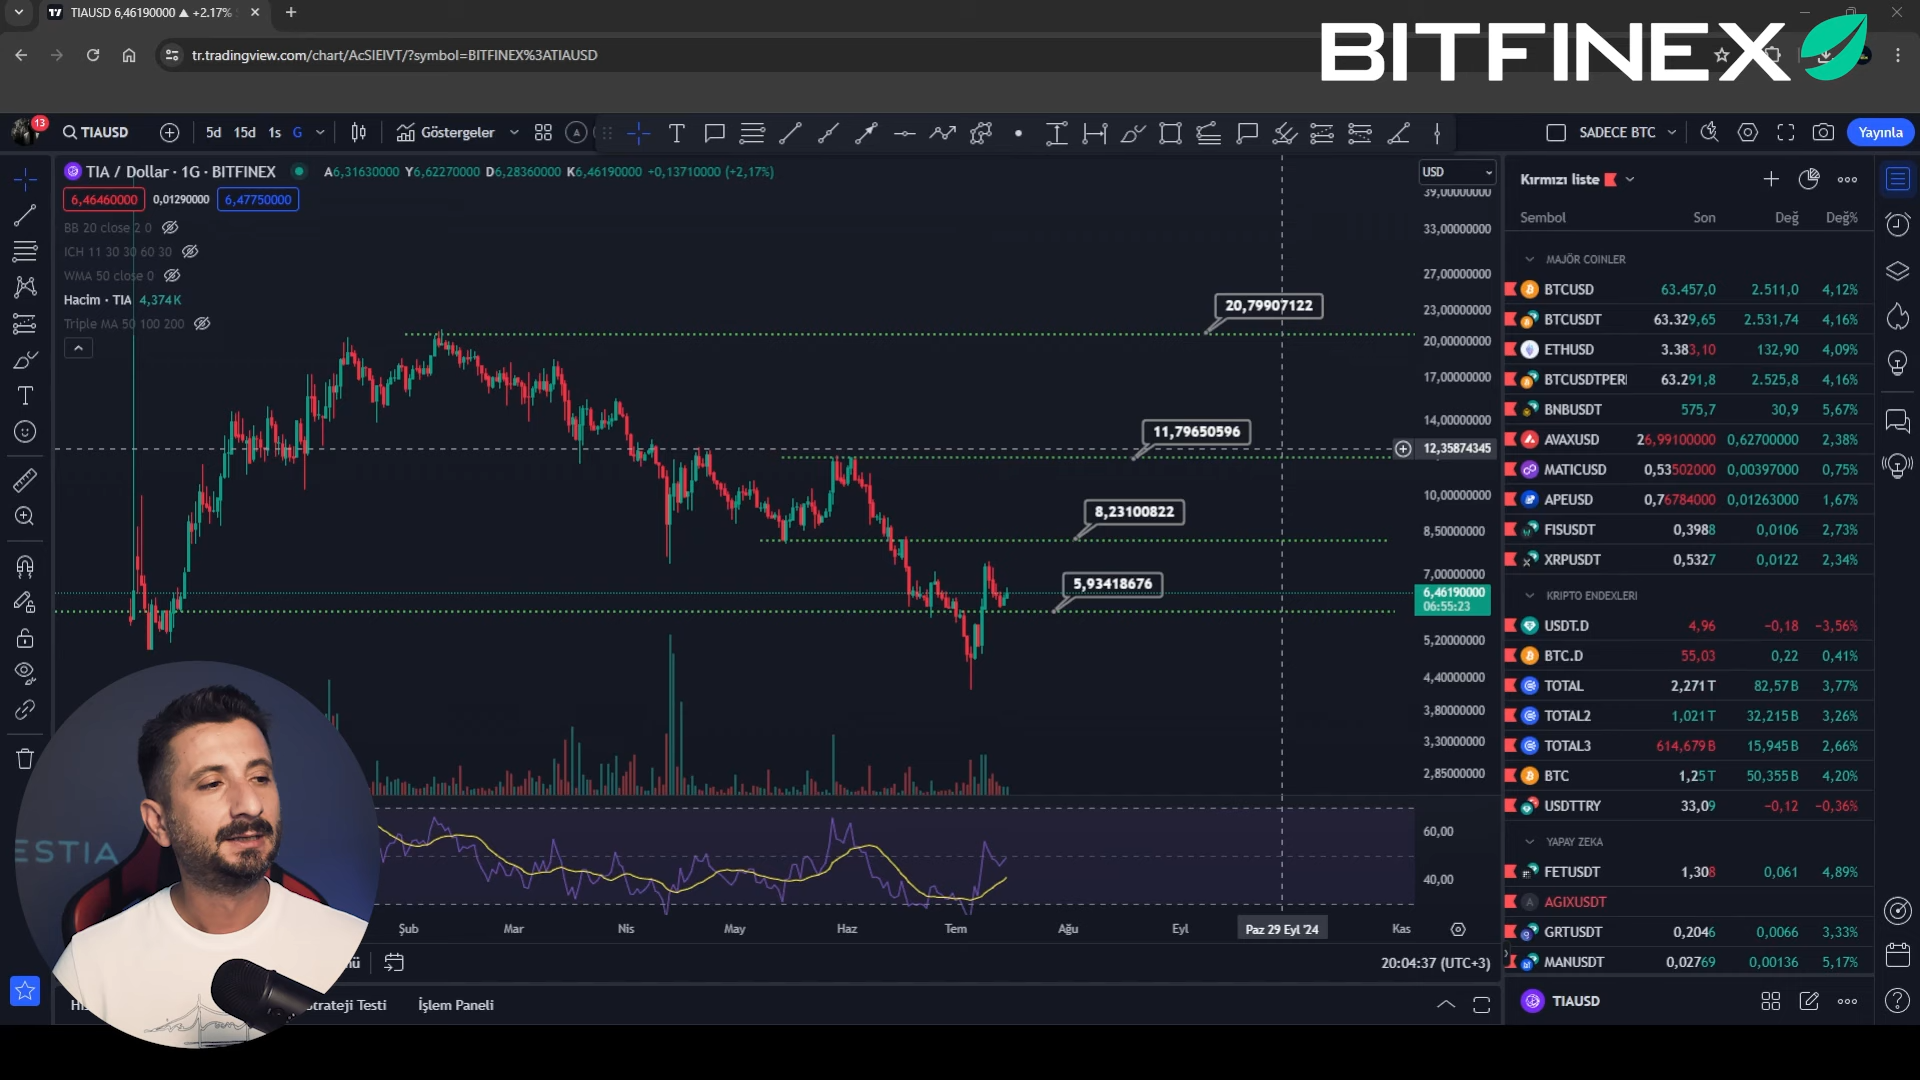 TIAUSD 6,46190000 ▲ +2.17%
tr.tradingview.com/chart/AcSIEIVT/?symbol=BITFINEX%3ATIAUSD
BITFINEX
13
TIAUSD
5d 15d 1s G
Göstergeler
SADECE BTC
Yayınla
TIA / Dollar · 1G · BITFINEX
A6,31630000 Y6,62270000 D6,28360000 K6,46190000 +0,13710000 (+2,17%)
6,46460000 0,01290000 6,47750000
BB 20 close 2 0
ICH 11 30 30 60 30
WMA 50 close 0
Hacim · TIA 4,374K
Triple MA 50 100 200
USD
39,00000000
33,00000000
27,00000000
23,00000000
20,00000000
17,00000000
14,00000000
12,35874345
10,00000000
8,50000000
7,00000000
6,46190000
06:55:23
5,20000000
4,40000000
3,80000000
3,30000000
2,85000000
60,00
40,00
20,79907122
11,79650596
8,23100822
5,93418676
Şub Mar Nis May Haz Tem Ağu Eyl Paz 29 Eyl '24 Kas
20:04:37 (UTC+3)
Strateji Testi İşlem Paneli
ESTIA
Kırmızı liste
Sembol Son Değ Değ%
MAJÖR COINLER
BTCUSD 63.457,0 2.511,0 4,12%
BTCUSDT 63.329,65 2.531,74 4,16%
ETHUSD 3.383,10 132,90 4,09%
BTCUSDTPER 63.291,8 2.525,8 4,16%
BNBUSDT 575,7 30,9 5,67%
AVAXUSD 26,99100000 0,62700000 2,38%
MATICUSD 0,53502000 0,00397000 0,75%
APEUSD 0,76784000 0,01263000 1,67%
FISUSDT 0,3988 0,0106 2,73%
XRPUSDT 0,5327 0,0122 2,34%
KRIPTO ENDEXLERI
USDT.D 4,96 −0,18 −3,56%
BTC.D 55,03 0,22 0,41%
TOTAL 2,271T 82,57B 3,77%
TOTAL2 1,021T 32,215B 3,26%
TOTAL3 614,679B 15,945B 2,66%
BTC 1,25T 50,355B 4,20%
USDTTRY 33,09 −0,12 −0,36%
YAPAY ZEKA
FETUSDT 1,308 0,061 4,89%
AGIXUSDT
GRTUSDT 0,2046 0,0066 3,33%
MANUSDT 0,02769 0,00136 5,17%
TIAUSD